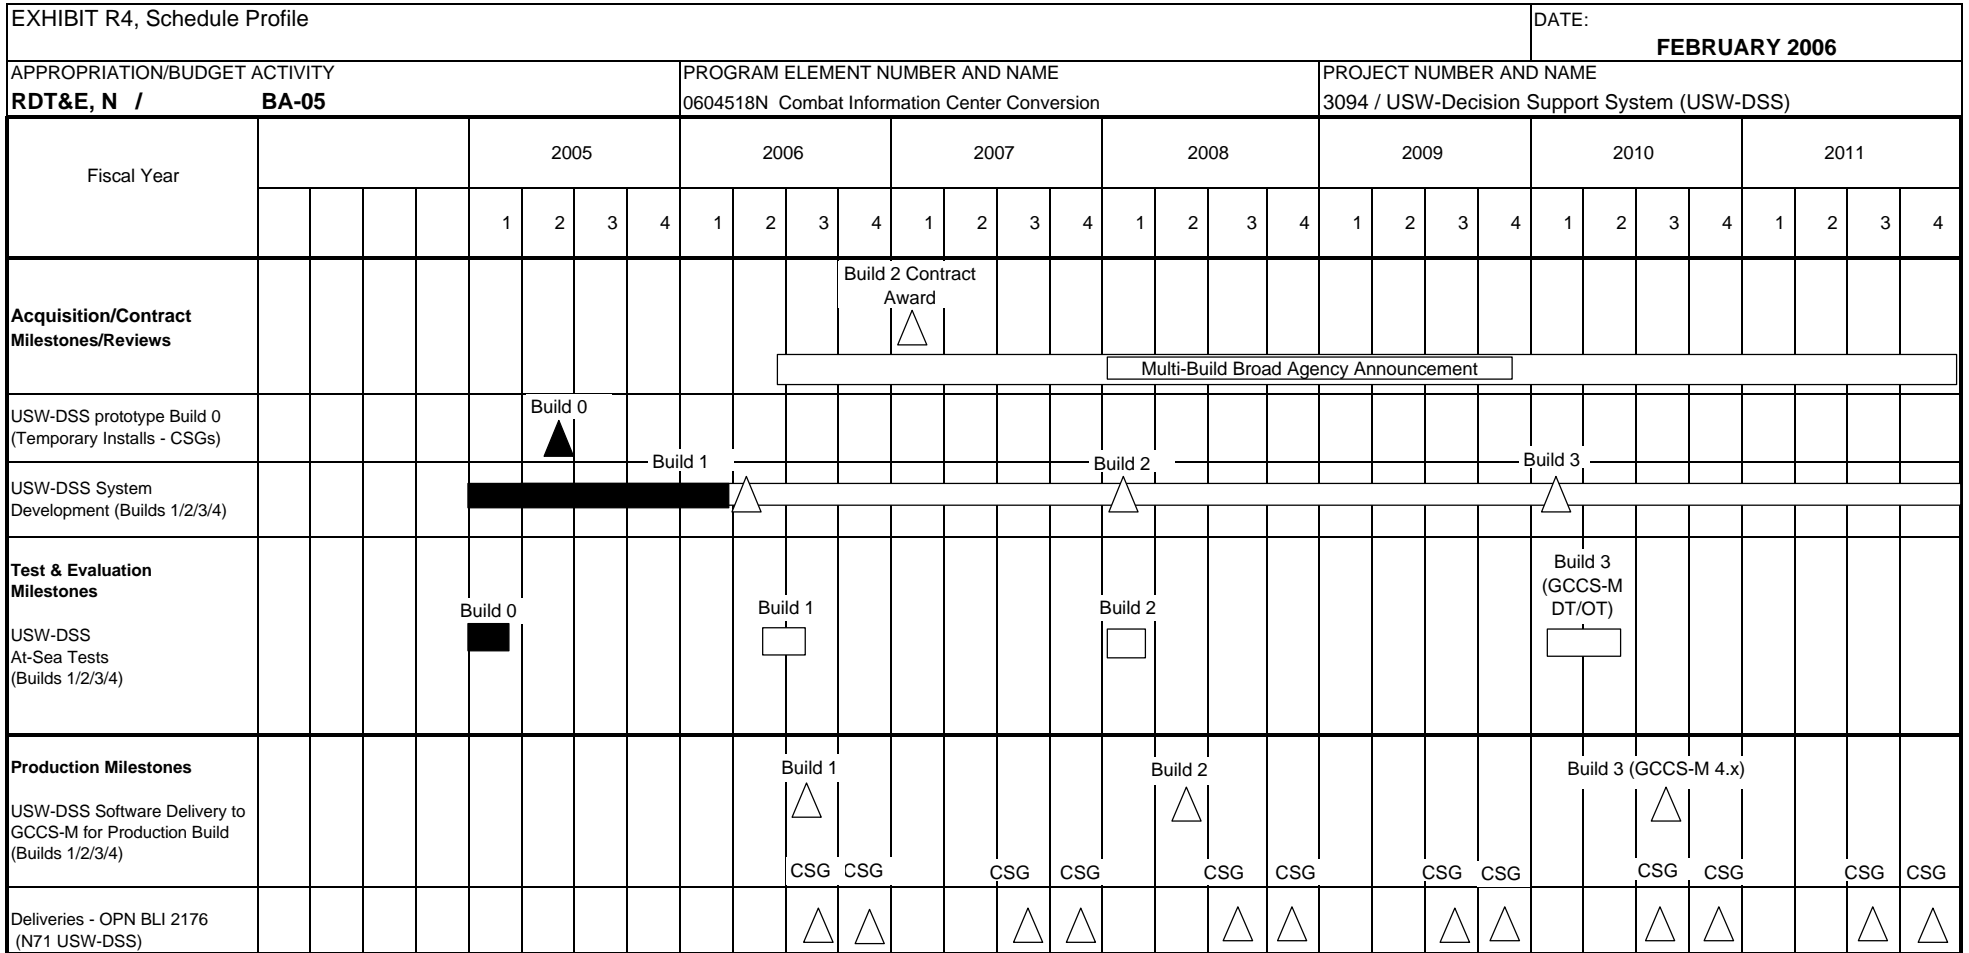 EXHIBIT R4, Schedule Profile
DATE:
FEBRUARY 2006
APPROPRIATION/BUDGET ACTIVITY
PROGRAM ELEMENT NUMBER AND NAME
PROJECT NUMBER AND NAME
RDT&E, N / BA-05
0604518N Combat Information Center Conversion
3094 / USW-Decision Support System (USW-DSS)
Fiscal Year
2005 2006 2007 2008 2009 2010 2011
1 2 3 4 1 2 3 4 1 2 3 4 1 2 3 4 1 2 3 4 1 2 3 4 1 2 3 4
Acquisition/Contract
Milestones/Reviews
Build 2 Contract
Award
Multi-Build Broad Agency Announcement
USW-DSS prototype Build 0
(Temporary Installs - CSGs)
Build 0
USW-DSS System
Development (Builds 1/2/3/4)
Build 1
Build 2
Build 3
Test & Evaluation
Milestones
USW-DSS
At-Sea Tests
(Builds 1/2/3/4)
Build 0
Build 1
Build 2
Build 3
(GCCS-M
DT/OT)
Production Milestones
USW-DSS Software Delivery to
GCCS-M for Production Build
(Builds 1/2/3/4)
Build 1
Build 2
Build 3 (GCCS-M 4.x)
CSG CSG CSG CSG CSG CSG CSG CSG CSG CSG CSG CSG
Deliveries - OPN BLI 2176
(N71 USW-DSS)